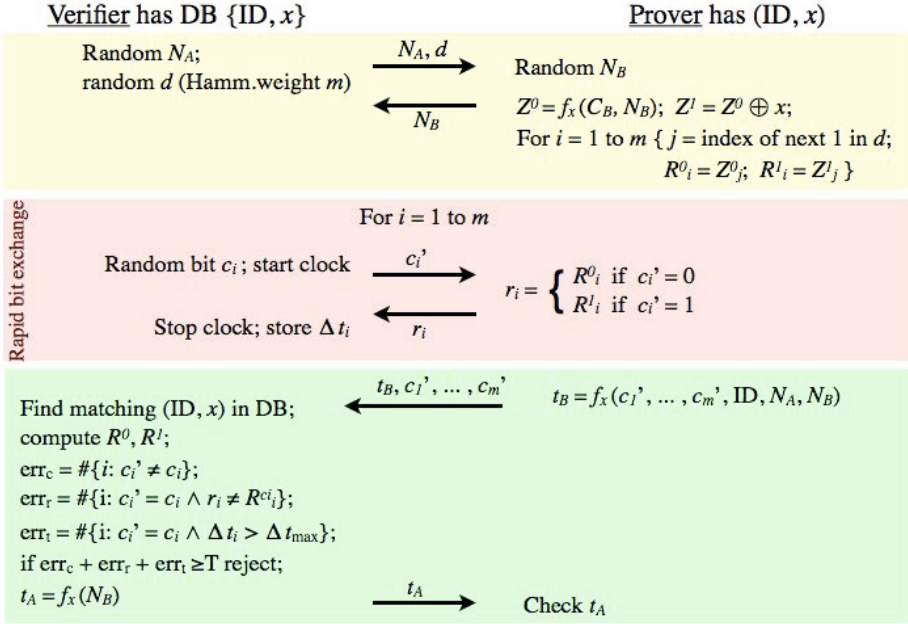 Verifier has DB {ID, x}
Prover has (ID, x)
Random N_A;
random d (Hamm.weight m)
N_A, d
N_B
Random N_B
Z^0 = f_x(C_B, N_B); Z^1 = Z^0 ⊕ x;
For i = 1 to m { j = index of next 1 in d;
R^0_i = Z^0_j; R^1_i = Z^1_j }
Rapid bit exchange
For i = 1 to m
Random bit c_i ; start clock
c_i'
Stop clock; store Δt_i
r_i
r_i = { R^0_i if c_i' = 0
R^1_i if c_i' = 1
t_B, c_1', ... , c_m'
t_B = f_x(c_1', ... , c_m', ID, N_A, N_B)
Find matching (ID, x) in DB;
compute R^0, R^1;
err_c = #{i: c_i' ≠ c_i};
err_r = #{i: c_i' = c_i ∧ r_i ≠ R^{c_i}_i};
err_t = #{i: c_i' = c_i ∧ Δt_i > Δt_max};
if err_c + err_r + err_t ≥T reject;
t_A = f_x(N_B)
t_A
Check t_A